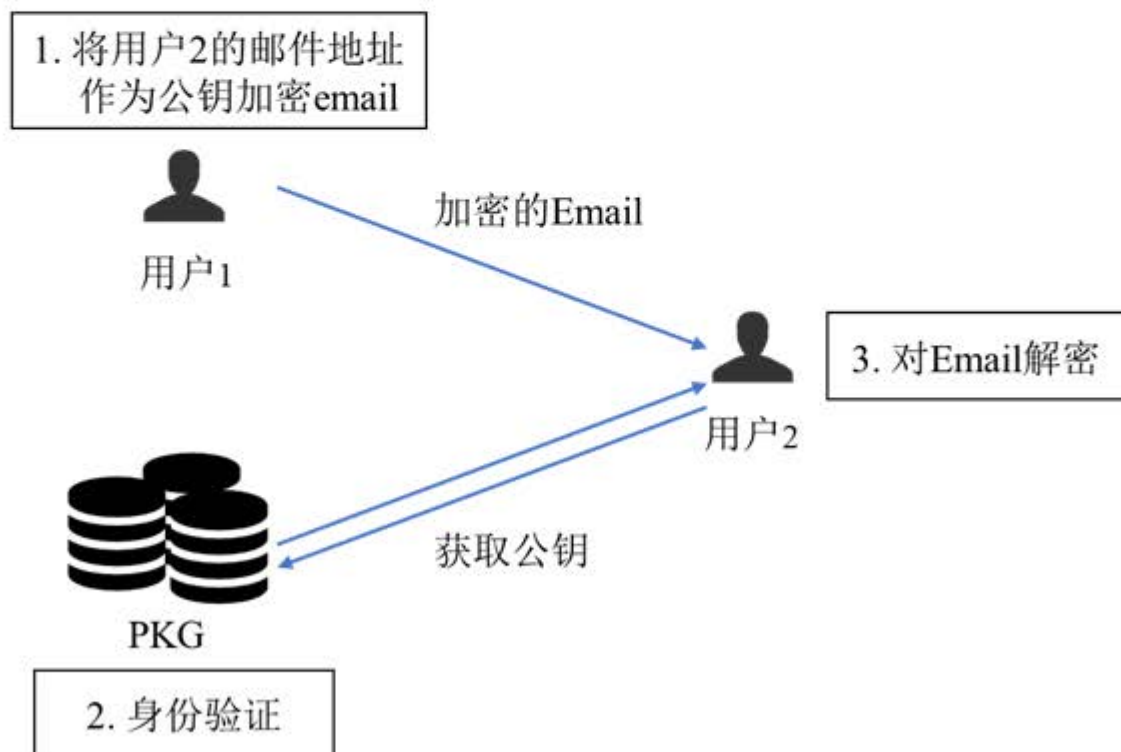 1. 将用户2的邮件地址
作为公钥加密email
用户1
加密的Email
用户2
3. 对Email解密
获取公钥
PKG
2. 身份验证